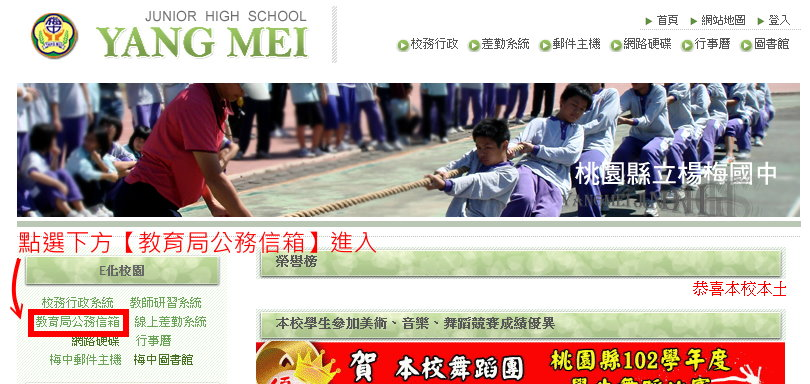 JUNIOR HIGH SCHOOL
YANG MEI
首頁 網站地圖 登入
校務行政 差勤系統 郵件主機 網路硬碟 行事曆 圖書館
桃園縣立楊梅國中
點選下方【教育局公務信箱】進入
E化校園
榮譽榜
校務行政系統 教師研習系統
恭喜本校本土
教育局公務信箱 線上差勤系統
本校學生參加美術、音樂、舞蹈競賽成績優異
網路硬碟 行事曆
梅中郵件主機 梅中圖書館
賀 本校舞蹈團 桃園縣102學年度